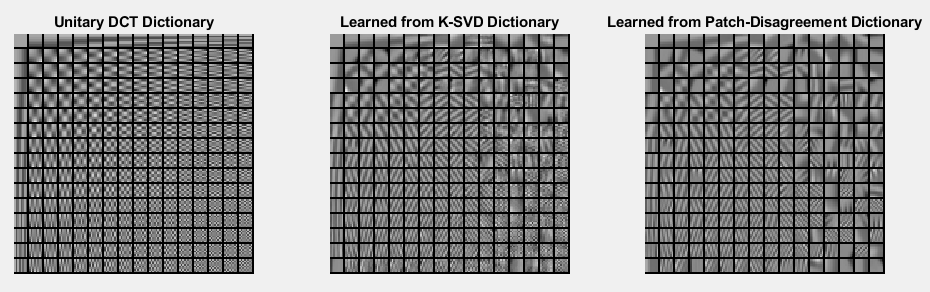 Unitary DCT Dictionary
Learned from K-SVD Dictionary
Learned from Patch-Disagreement Dictionary